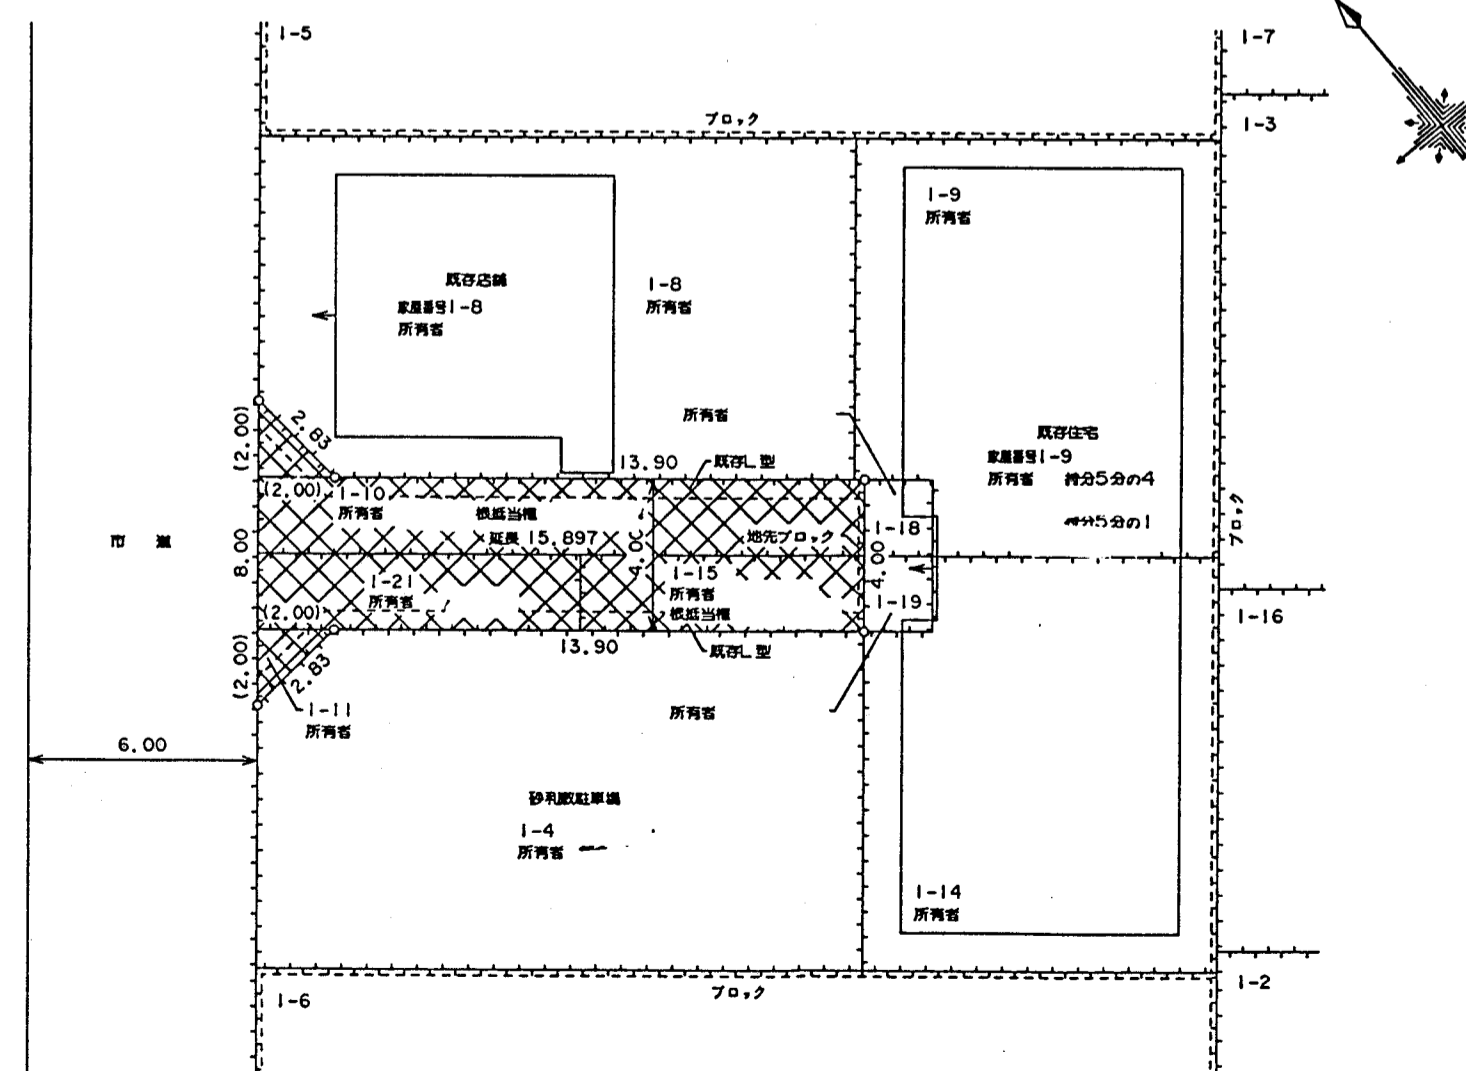 1-5
1-7
ブロック
1-3
1-9
所有者
既存店舗
家屋番号1-8
所有者
1-8
所有者
所有者
既存住宅
家屋番号1-9
所有者 持分5分の4
持分5分の1
(2.00)
2.83
13.90
既存L型
(2.00)
1-10
所有者
根抵当権
延長 15.897
4.00
地先ブロック
1-18
ブロック
市道
8.00
1-21
所有者
1-15
所有者
根抵当権
4.00
1-19
1-16
(2.00)
(2.00)
2.83
13.90
既存L型
1-11
所有者
所有者
6.00
砂利敷駐車場
1-4
所有者
1-14
所有者
ブロック
1-6
1-2